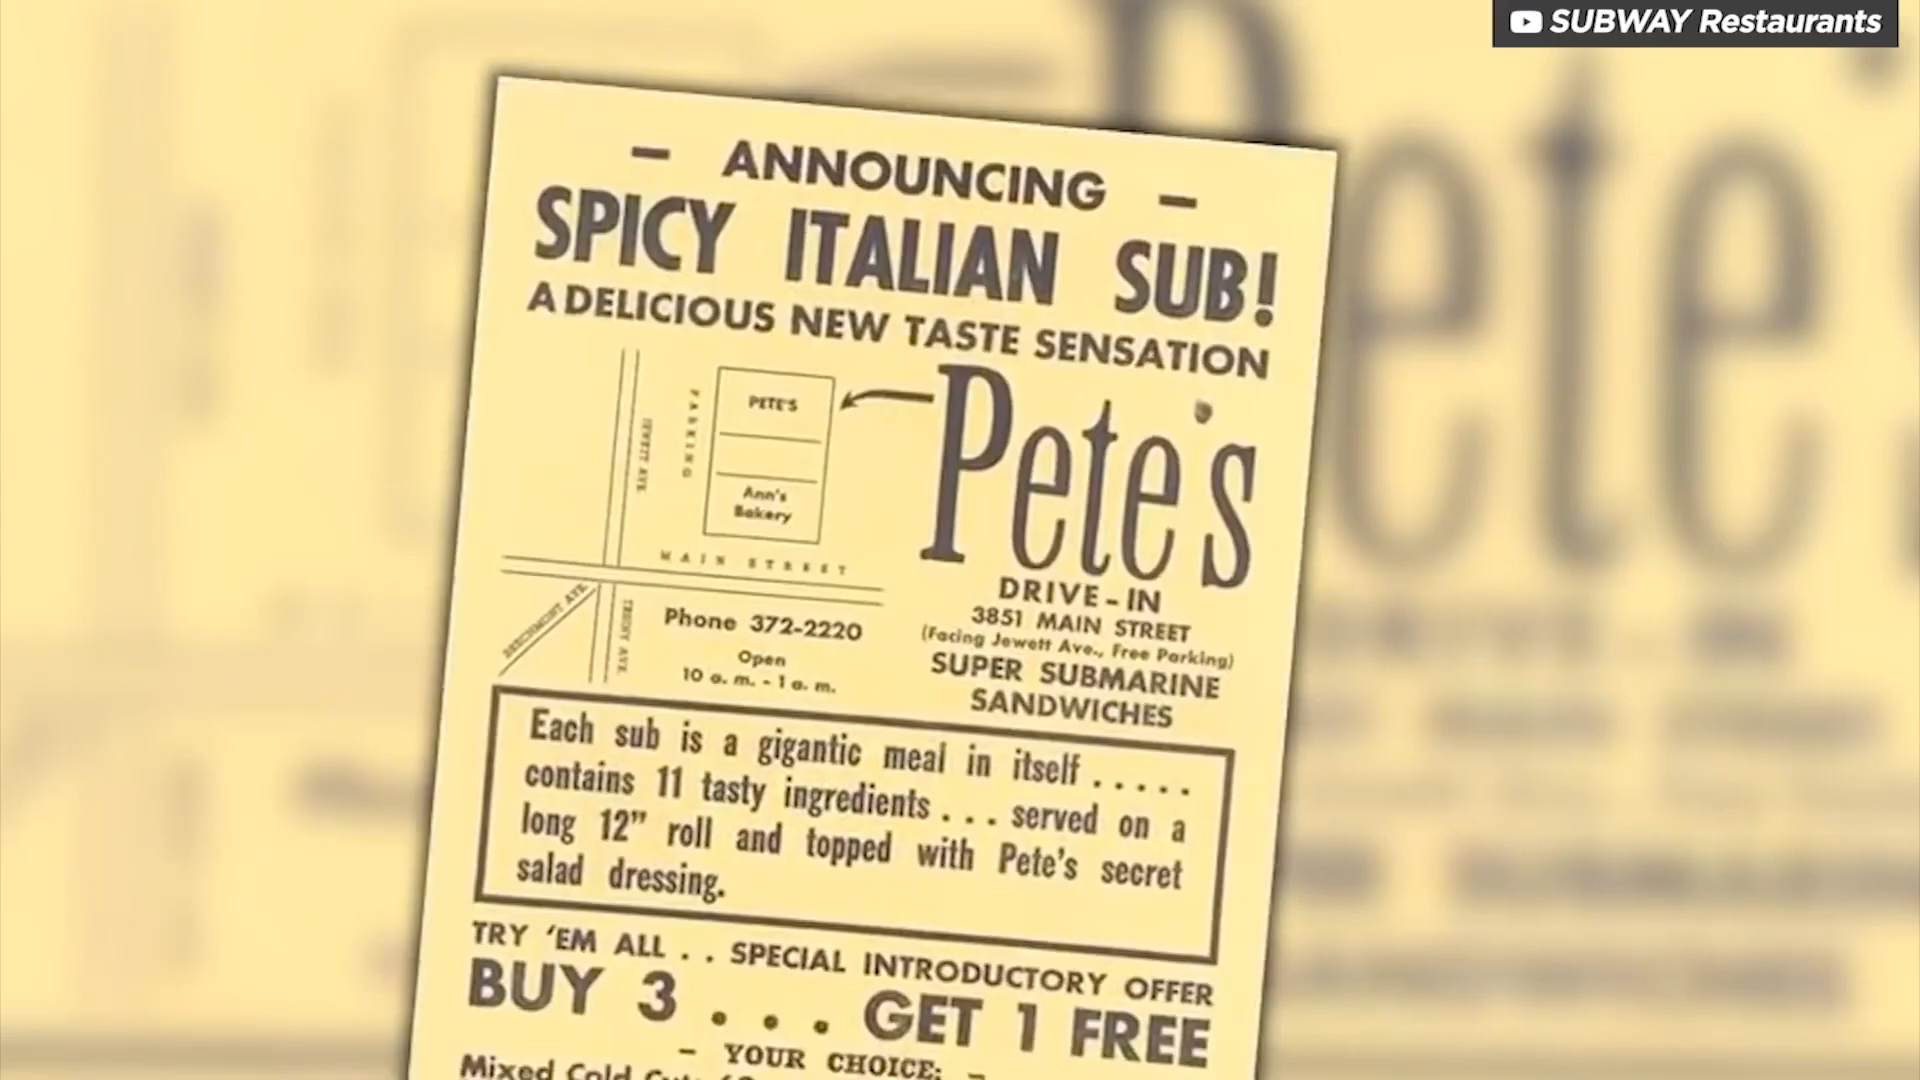 SUBWAY Restaurants
— ANNOUNCING —
SPICY ITALIAN SUB!
A DELICIOUS NEW TASTE SENSATION
PETE'S
PARKING
JEWETT AVE.
Ann's
Bakery
MAIN STREET
BEECHMONT AVE.
Phone 372-2220
Open
10 a. m. - 1 a. m.
Pete's
DRIVE-IN
3851 MAIN STREET
(Facing Jewett Ave., Free Parking)
SUPER SUBMARINE
SANDWICHES
Each sub is a gigantic meal in itself . . . . .
contains 11 tasty ingredients . . . served on a
long 12” roll and topped with Pete's secret
salad dressing.
TRY 'EM ALL . . SPECIAL INTRODUCTORY OFFER
BUY 3 . . . GET 1 FREE
— YOUR CHOICE: —
Mixed Cold